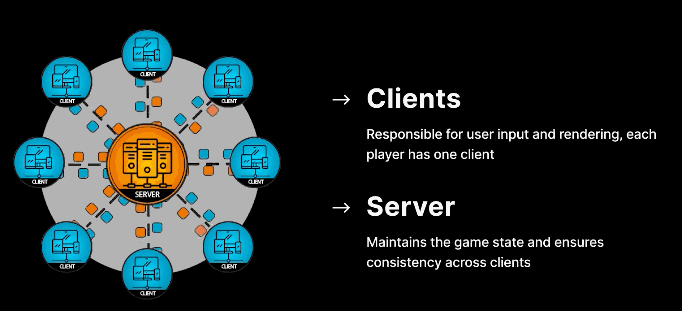 CLIENT
CLIENT
CLIENT
CLIENT
SERVER
CLIENT
CLIENT
CLIENT
CLIENT
→ Clients
Responsible for user input and rendering, each
player has one client
→ Server
Maintains the game state and ensures
consistency across clients